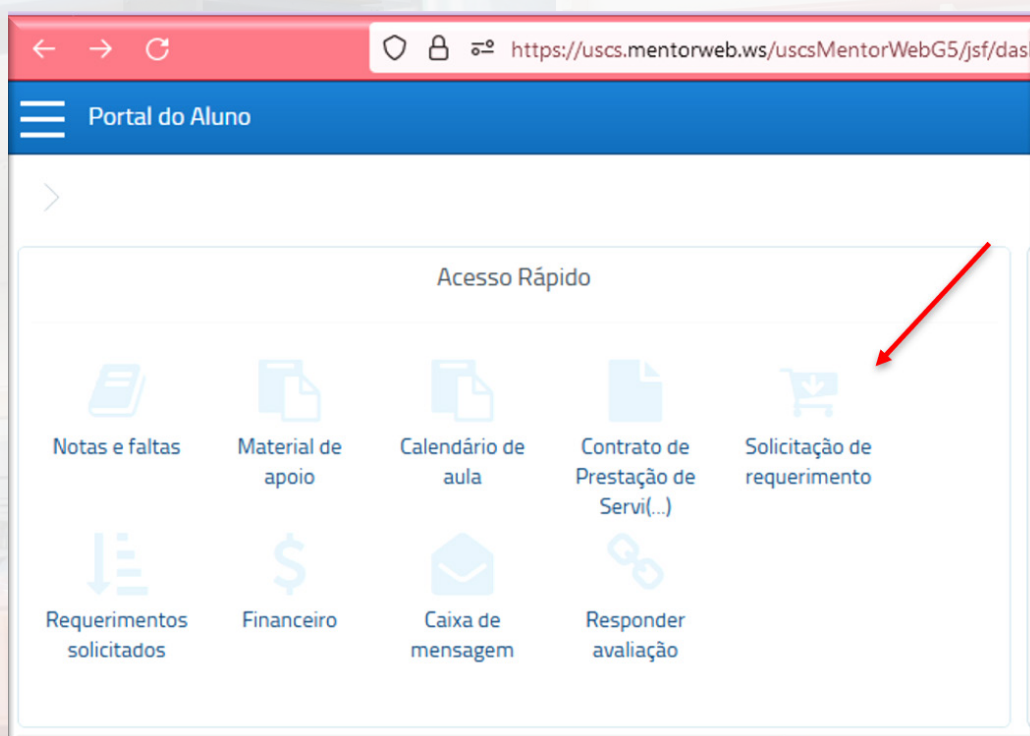 https://uscs.mentorweb.ws/uscsMentorWebG5/jsf/das
Portal do Aluno
Acesso Rápido
Notas e faltas
Material de
apoio
Calendário de
aula
Contrato de
Prestação de
Servi(...)
Solicitação de
requerimento
Requerimentos
solicitados
Financeiro
Caixa de
mensagem
Responder
avaliação